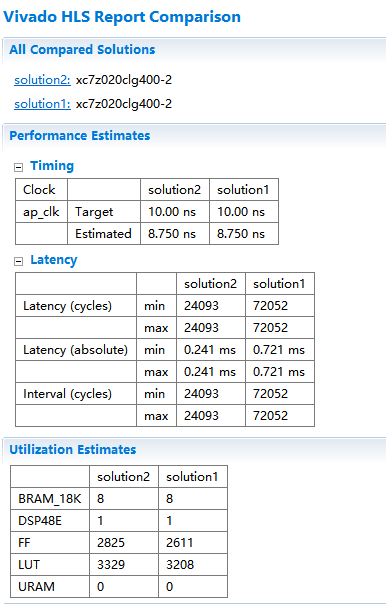 Vivado HLS Report Comparison
All Compared Solutions
solution2: xc7z020clg400-2
solution1: xc7z020clg400-2
Performance Estimates
Timing
Clock solution2 solution1
ap_clk Target 10.00 ns 10.00 ns
Estimated 8.750 ns 8.750 ns
Latency
solution2 solution1
Latency (cycles) min 24093 72052
max 24093 72052
Latency (absolute) min 0.241 ms 0.721 ms
max 0.241 ms 0.721 ms
Interval (cycles) min 24093 72052
max 24093 72052
Utilization Estimates
solution2 solution1
BRAM_18K 8 8
DSP48E 1 1
FF 2825 2611
LUT 3329 3208
URAM 0 0